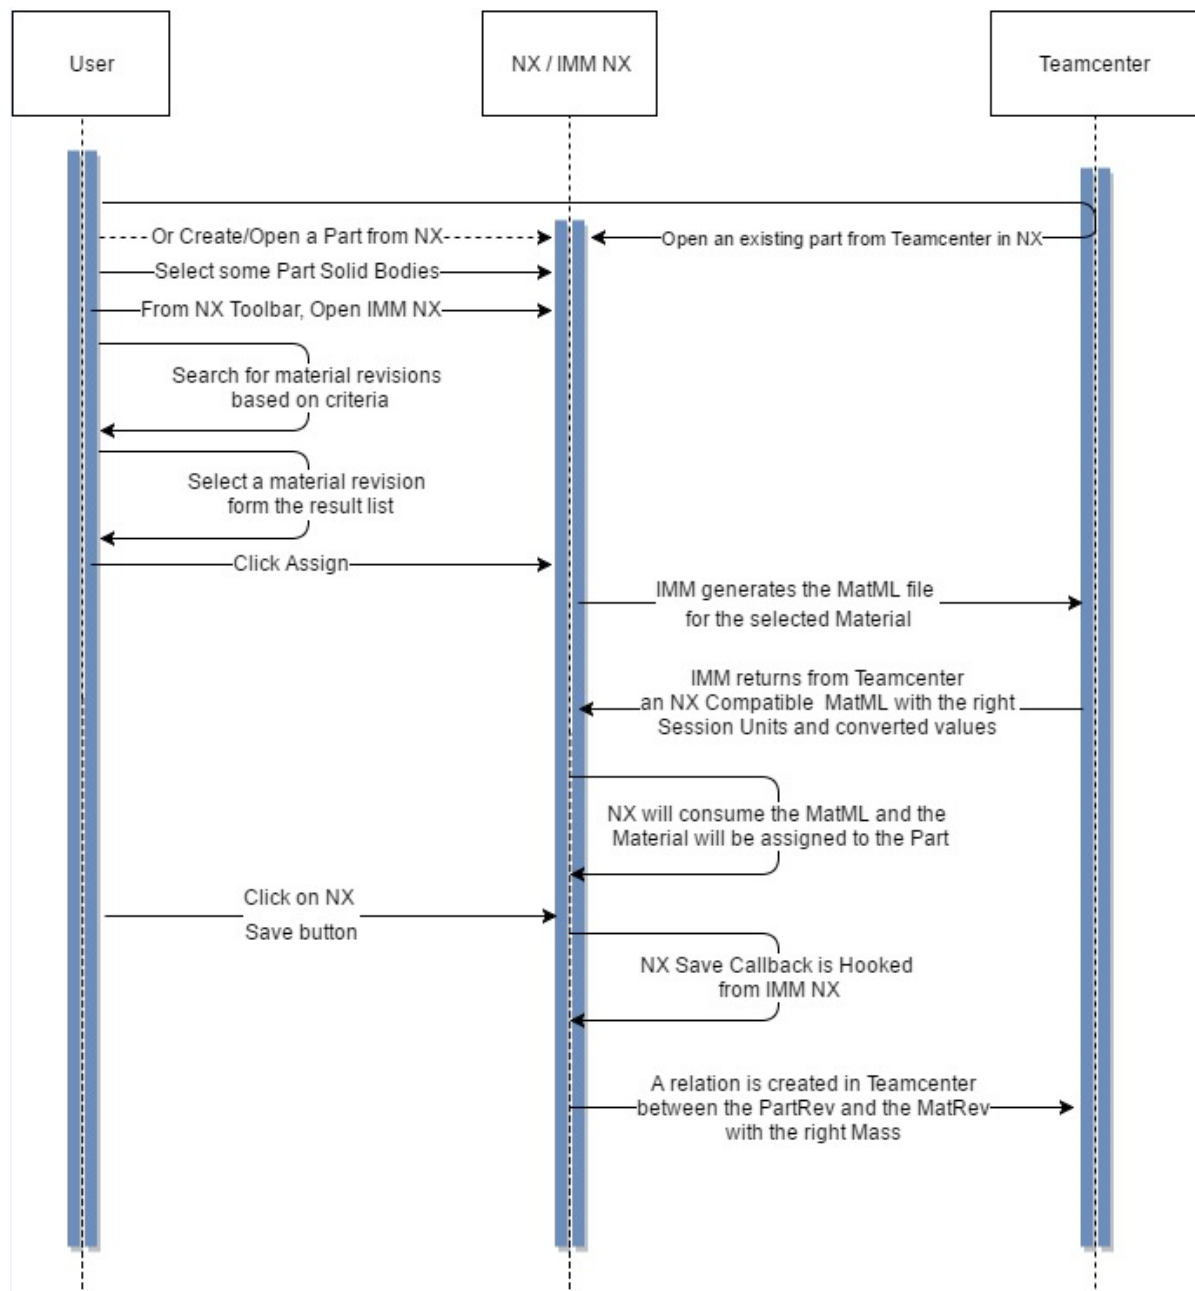 User
NX / IMM NX
Teamcenter
Or Create/Open a Part from NX
Open an existing part from Teamcenter in NX
Select some Part Solid Bodies
From NX Toolbar, Open IMM NX
Search for material revisions
based on criteria
Select a material revision
form the result list
Click Assign
IMM generates the MatML file
for the selected Material
IMM returns from Teamcenter
an NX Compatible MatML with the right
Session Units and converted values
NX will consume the MatML and the
Material will be assigned to the Part
Click on NX
Save button
NX Save Callback is Hooked
from IMM NX
A relation is created in Teamcenter
between the PartRev and the MatRev
with the right Mass